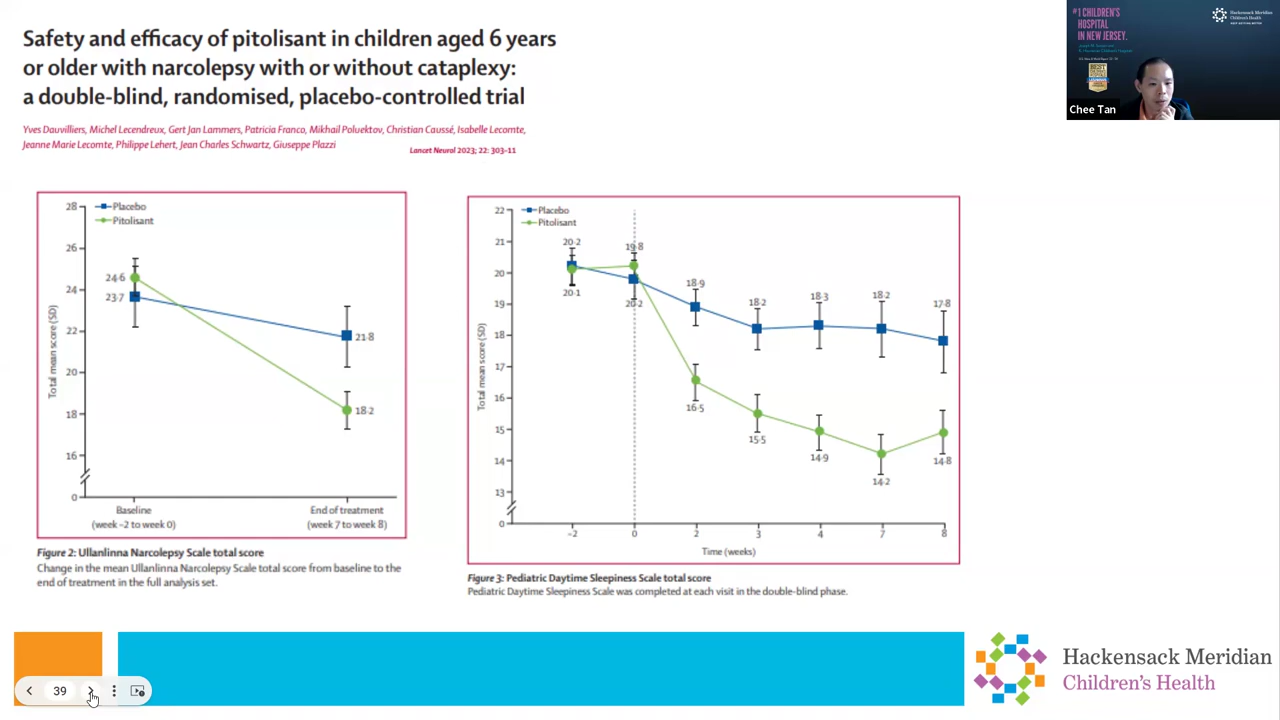 Safety and efficacy of pitolisant in children aged 6 years
or older with narcolepsy with or without cataplexy:
a double-blind, randomised, placebo-controlled trial
Yves Dauvilliers, Michel Lecendreux, Gert Jan Lammers, Patricia Franco, Mikhail Poluektov, Christian Caussé, Isabelle Lecomte,
Jeanne Marie Lecomte, Philippe Lehert, Jean Charles Schwartz, Giuseppe Plazzi
Lancet Neurol 2023; 22: 303–11
#1 CHILDREN'S
HOSPITAL
IN NEW JERSEY.
Hackensack Meridian
Children's Health
BEST
Chee Tan
28
26
24
22
20
18
16
0
Total mean score (SD)
Placebo
Pitolisant
24·6
23·7
21·8
18·2
Baseline
(week –2 to week 0)
End of treatment
(week 7 to week 8)
Figure 2: Ullanlinna Narcolepsy Scale total score
Change in the mean Ullanlinna Narcolepsy Scale total score from baseline to the
end of treatment in the full analysis set.
22
21
20
19
18
17
16
15
14
13
0
Total mean score (SD)
Placebo
Pitolisant
20·2
20·1
19·8
20·2
18·9
18·2
18·3
18·2
17·8
16·5
15·5
14·9
14·2
14·8
–2
0
2
3
4
7
8
Time (weeks)
Figure 3: Pediatric Daytime Sleepiness Scale total score
Pediatric Daytime Sleepiness Scale was completed at each visit in the double-blind phase.
39
Hackensack Meridian
Children's Health